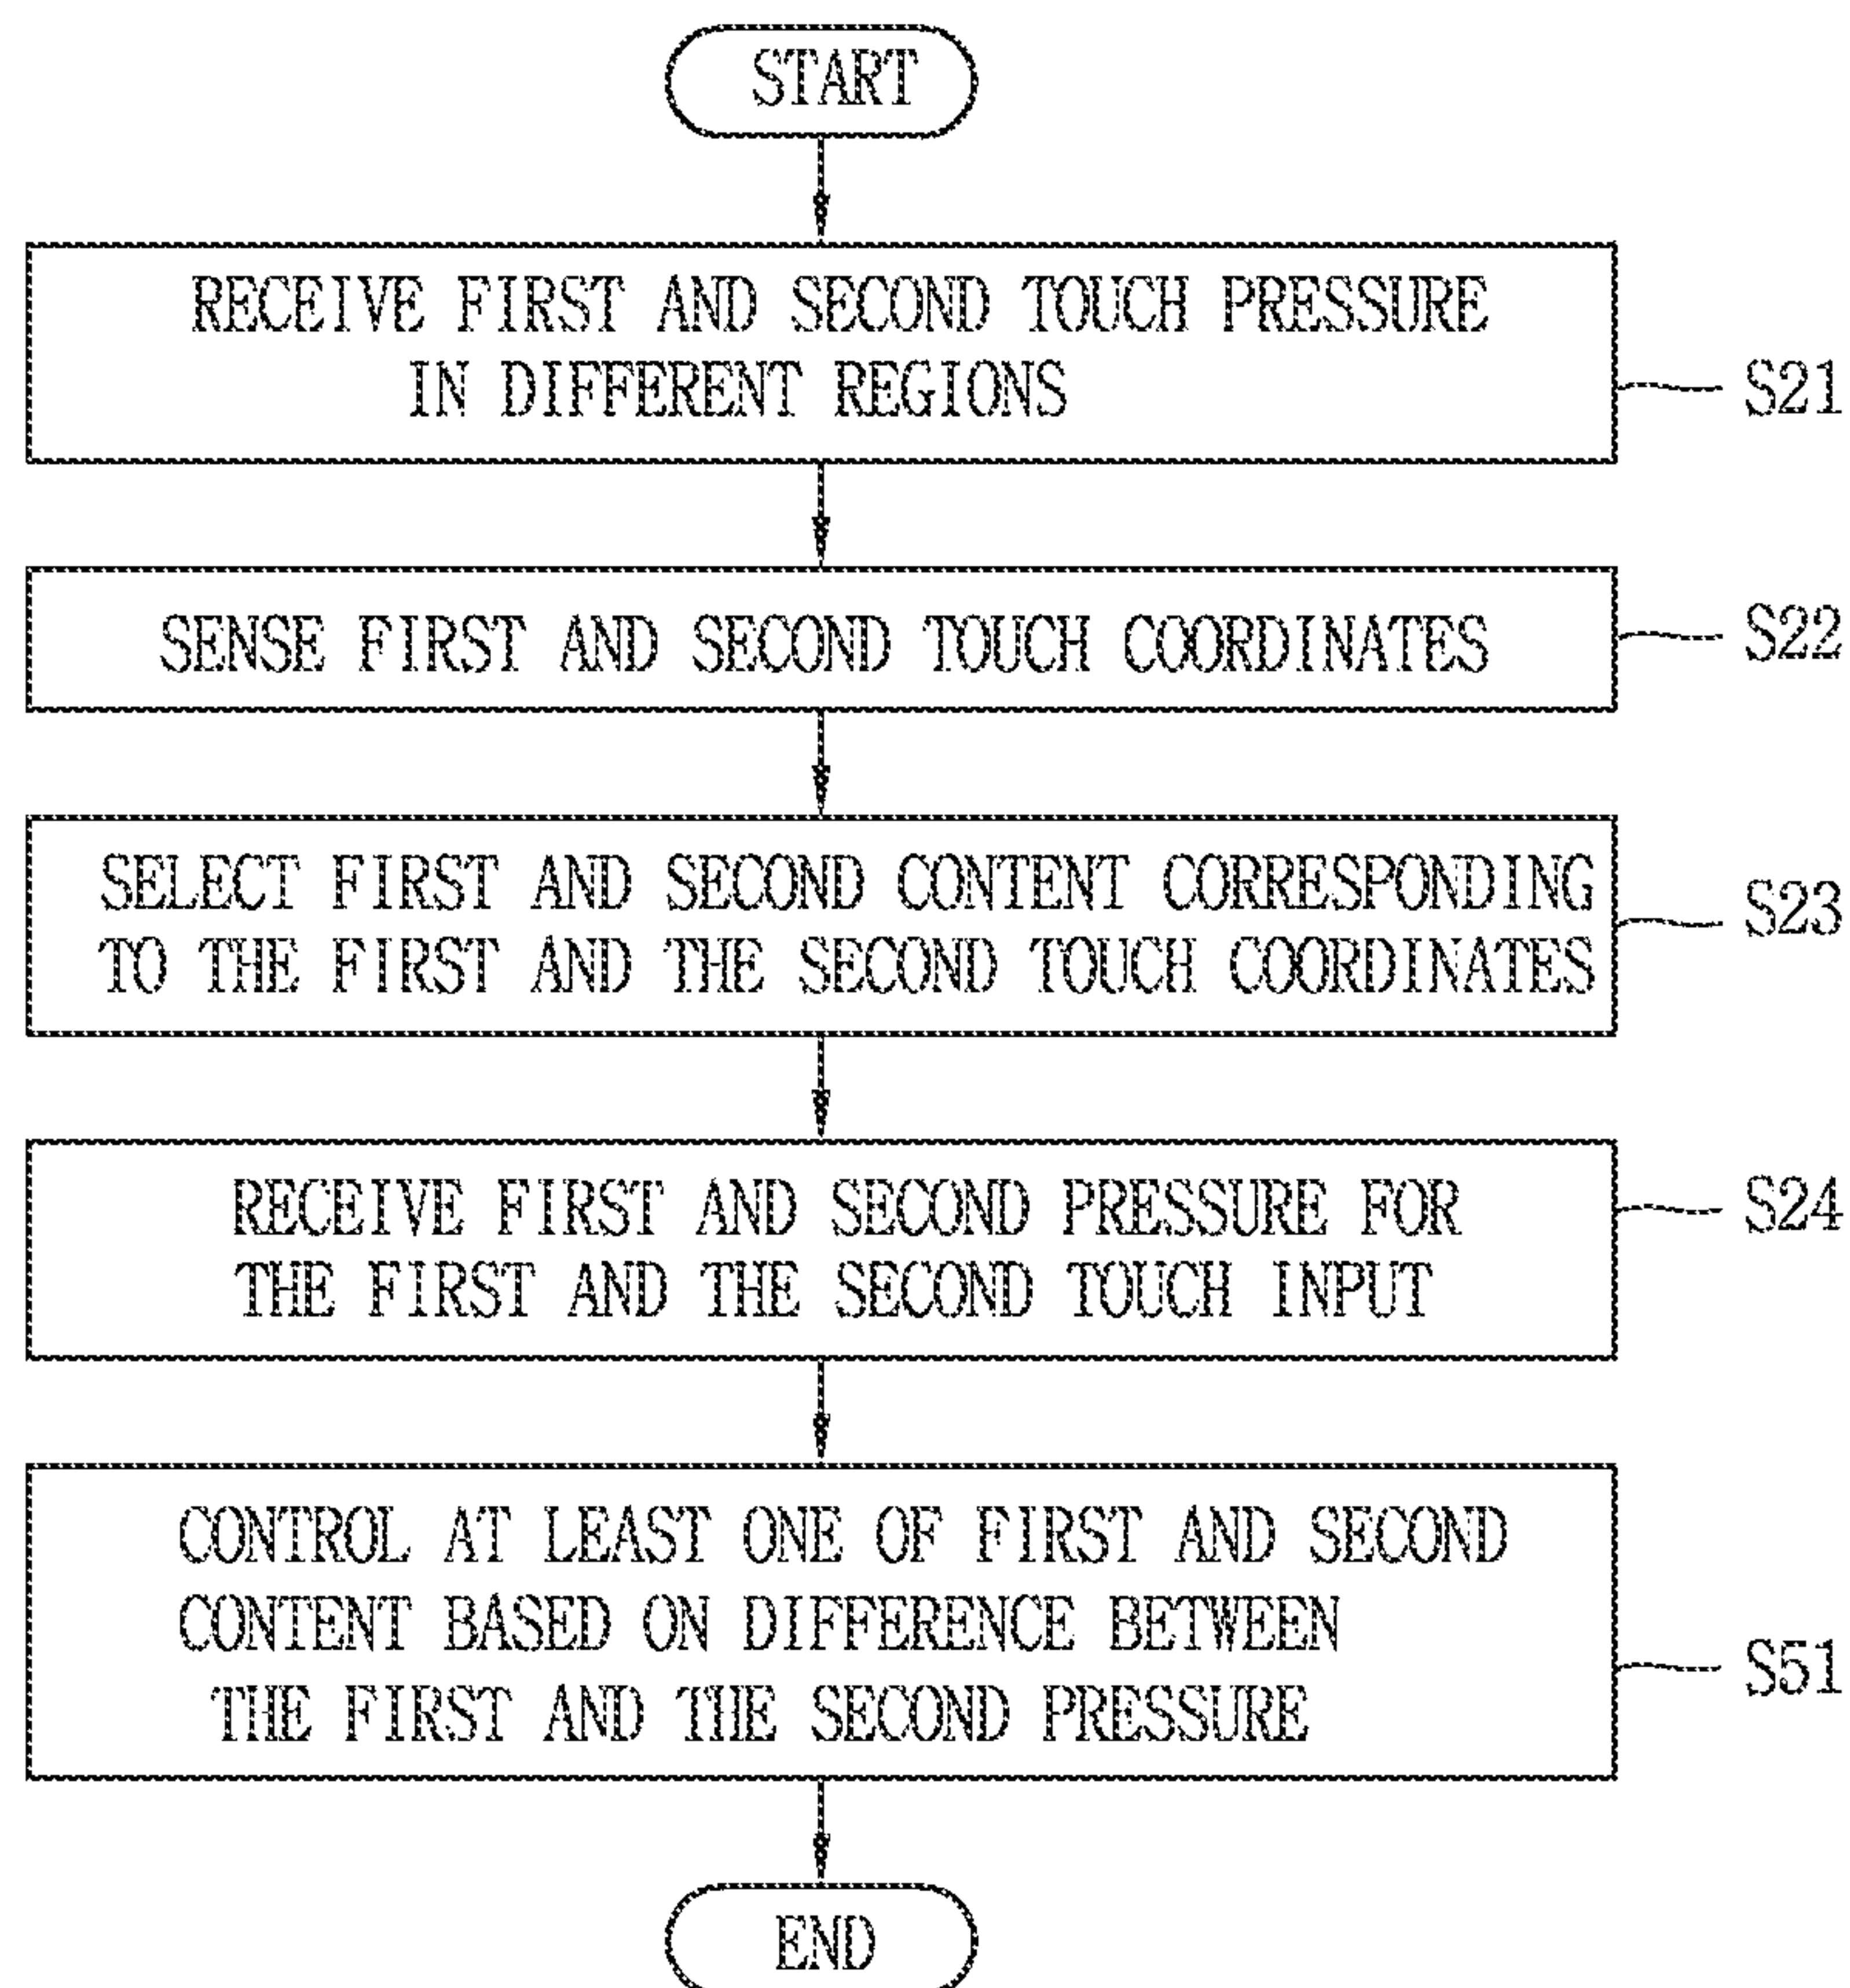 START
RECEIVE FIRST AND SECOND TOUCH PRESSURE
IN DIFFERENT REGIONS
S21
SENSE FIRST AND SECOND TOUCH COORDINATES
S22
SELECT FIRST AND SECOND CONTENT CORRESPONDING
TO THE FIRST AND THE SECOND TOUCH COORDINATES
S23
RECEIVE FIRST AND SECOND PRESSURE FOR
THE FIRST AND THE SECOND TOUCH INPUT
S24
CONTROL AT LEAST ONE OF FIRST AND SECOND
CONTENT BASED ON DIFFERENCE BETWEEN
THE FIRST AND THE SECOND PRESSURE
S51
END